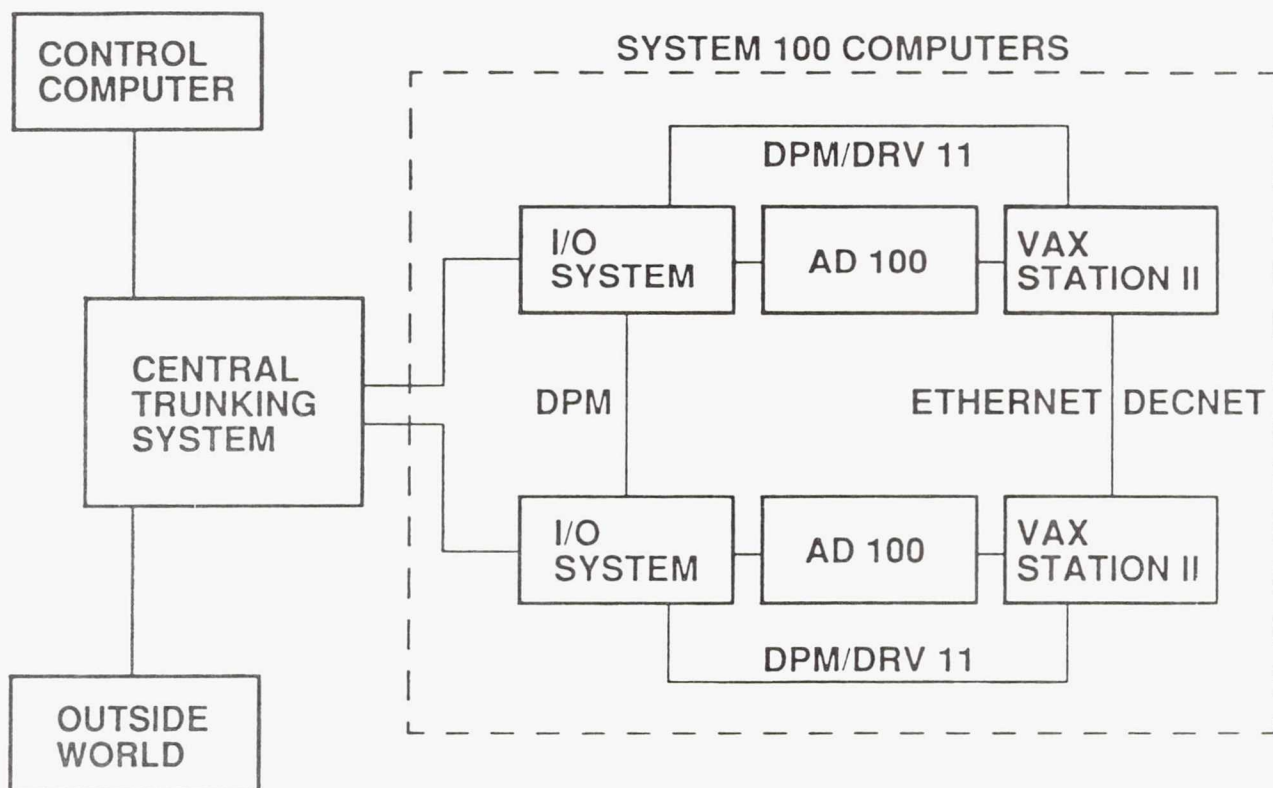 CONTROL
COMPUTER
SYSTEM 100 COMPUTERS
DPM/DRV 11
I/O
SYSTEM
AD 100
VAX
STATION II
CENTRAL
TRUNKING
SYSTEM
DPM
ETHERNET DECNET
I/O
SYSTEM
AD 100
VAX
STATION II
DPM/DRV 11
OUTSIDE
WORLD